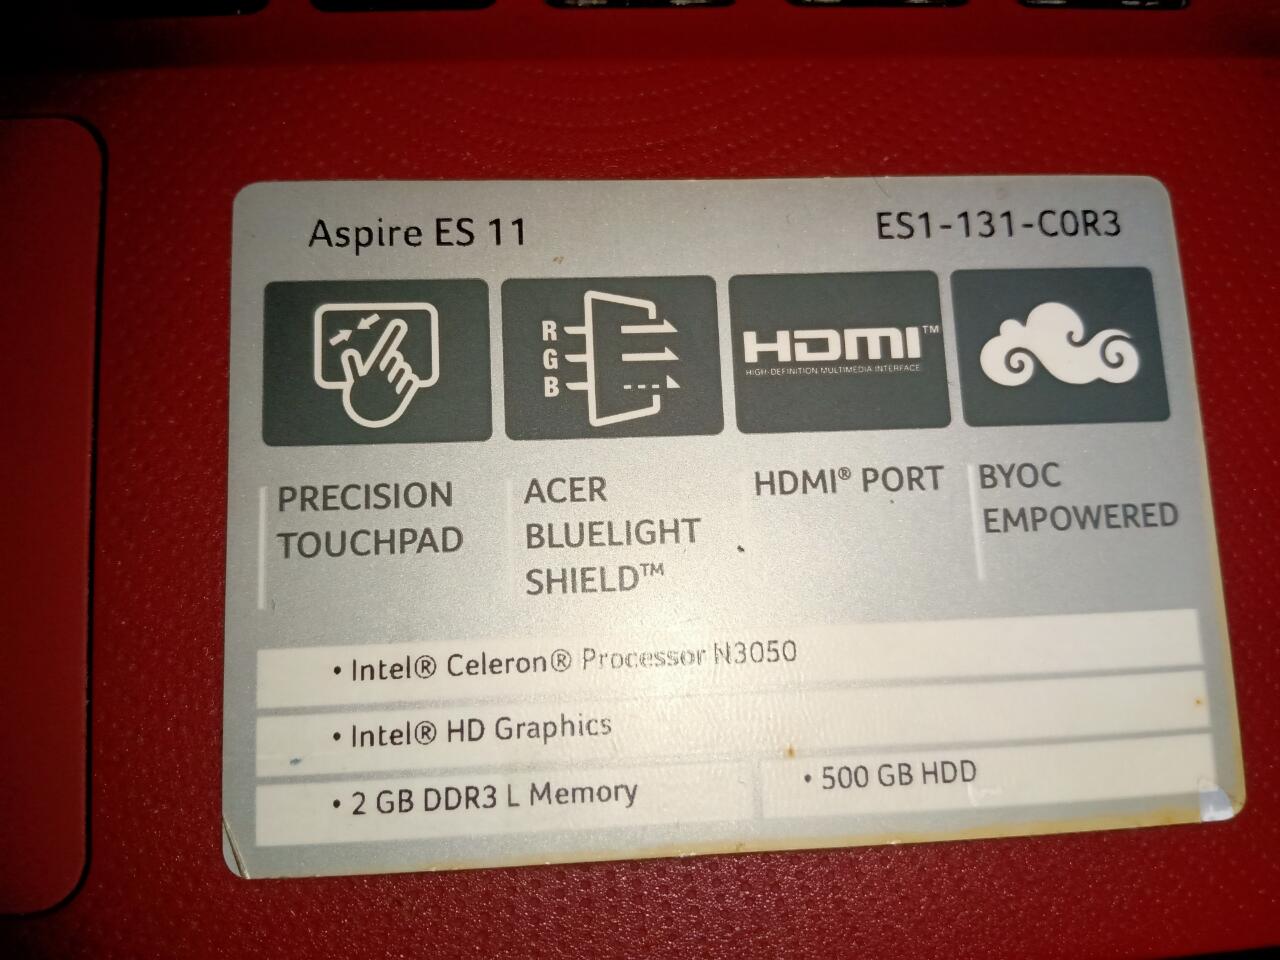 Aspire ES 11
ES1-131-C0R3
R
G
B
HDMI™
HIGH-DEFINITION MULTIMEDIA INTERFACE
PRECISION
TOUCHPAD
ACER
BLUELIGHT
SHIELD™
HDMI® PORT
BYOC
EMPOWERED
• Intel® Celeron® Processor N3050
• Intel® HD Graphics
• 2 GB DDR3 L Memory
• 500 GB HDD